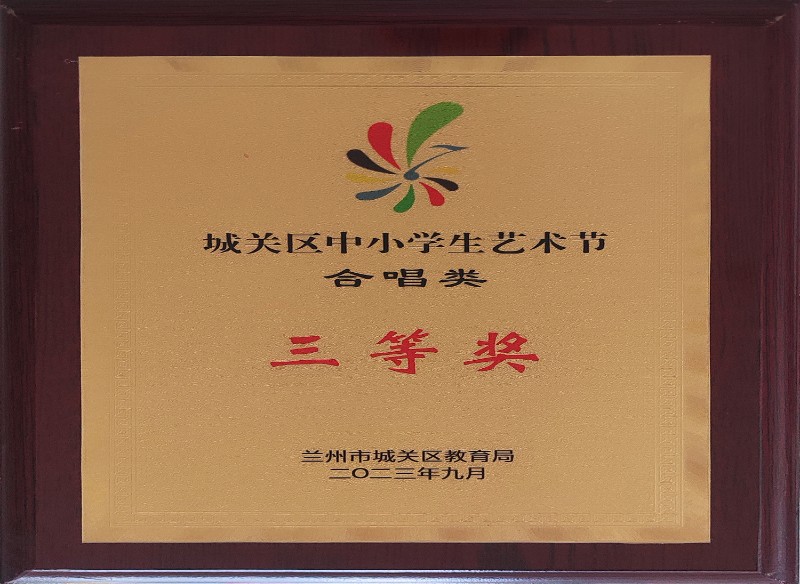 城关区中小学生艺术节
合唱类
三等奖
兰州市城关区教育局
二〇二三年九月